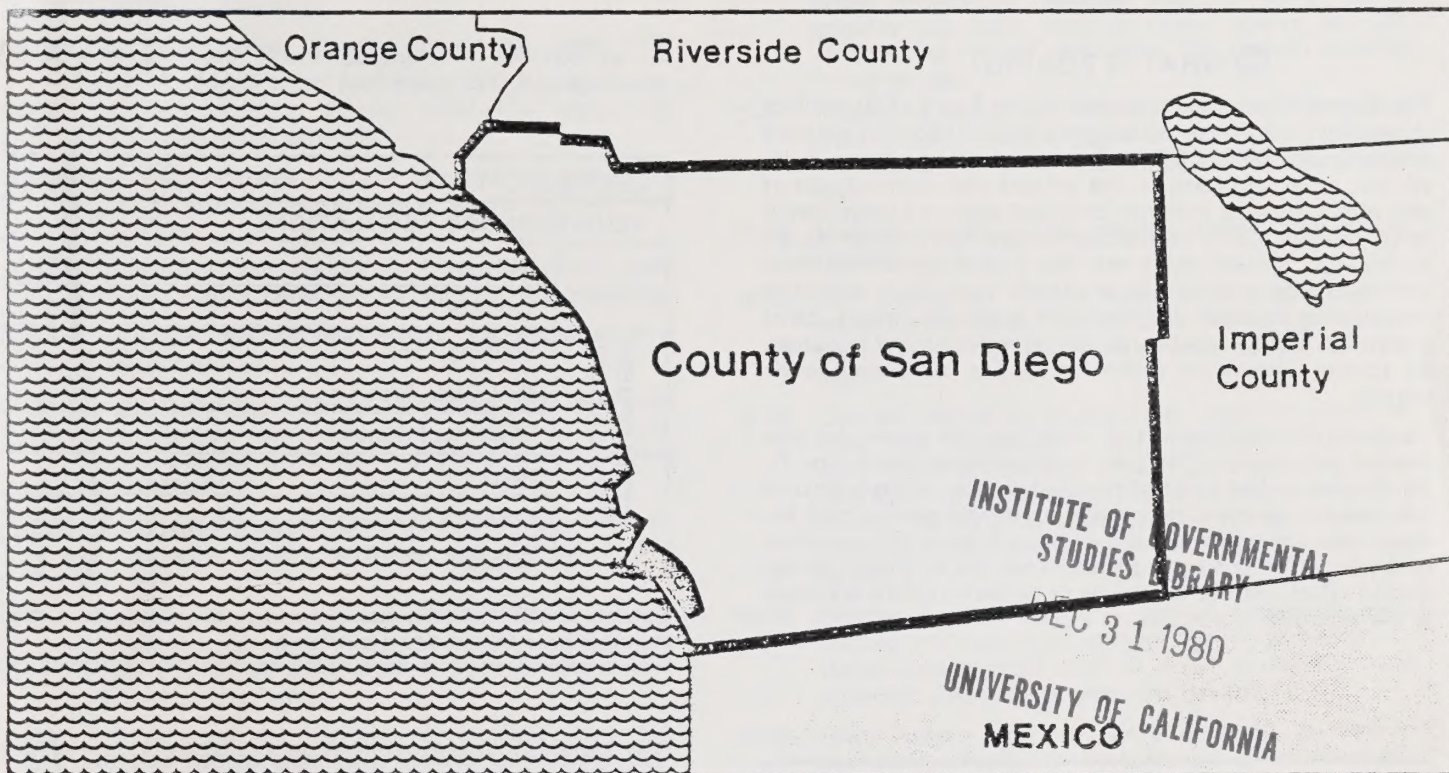 Orange County
Riverside County
County of San Diego
Imperial
County
INSTITUTE OF GOVERNMENTAL
STUDIES LIBRARY
DEC 31 1980
UNIVERSITY OF CALIFORNIA
MEXICO